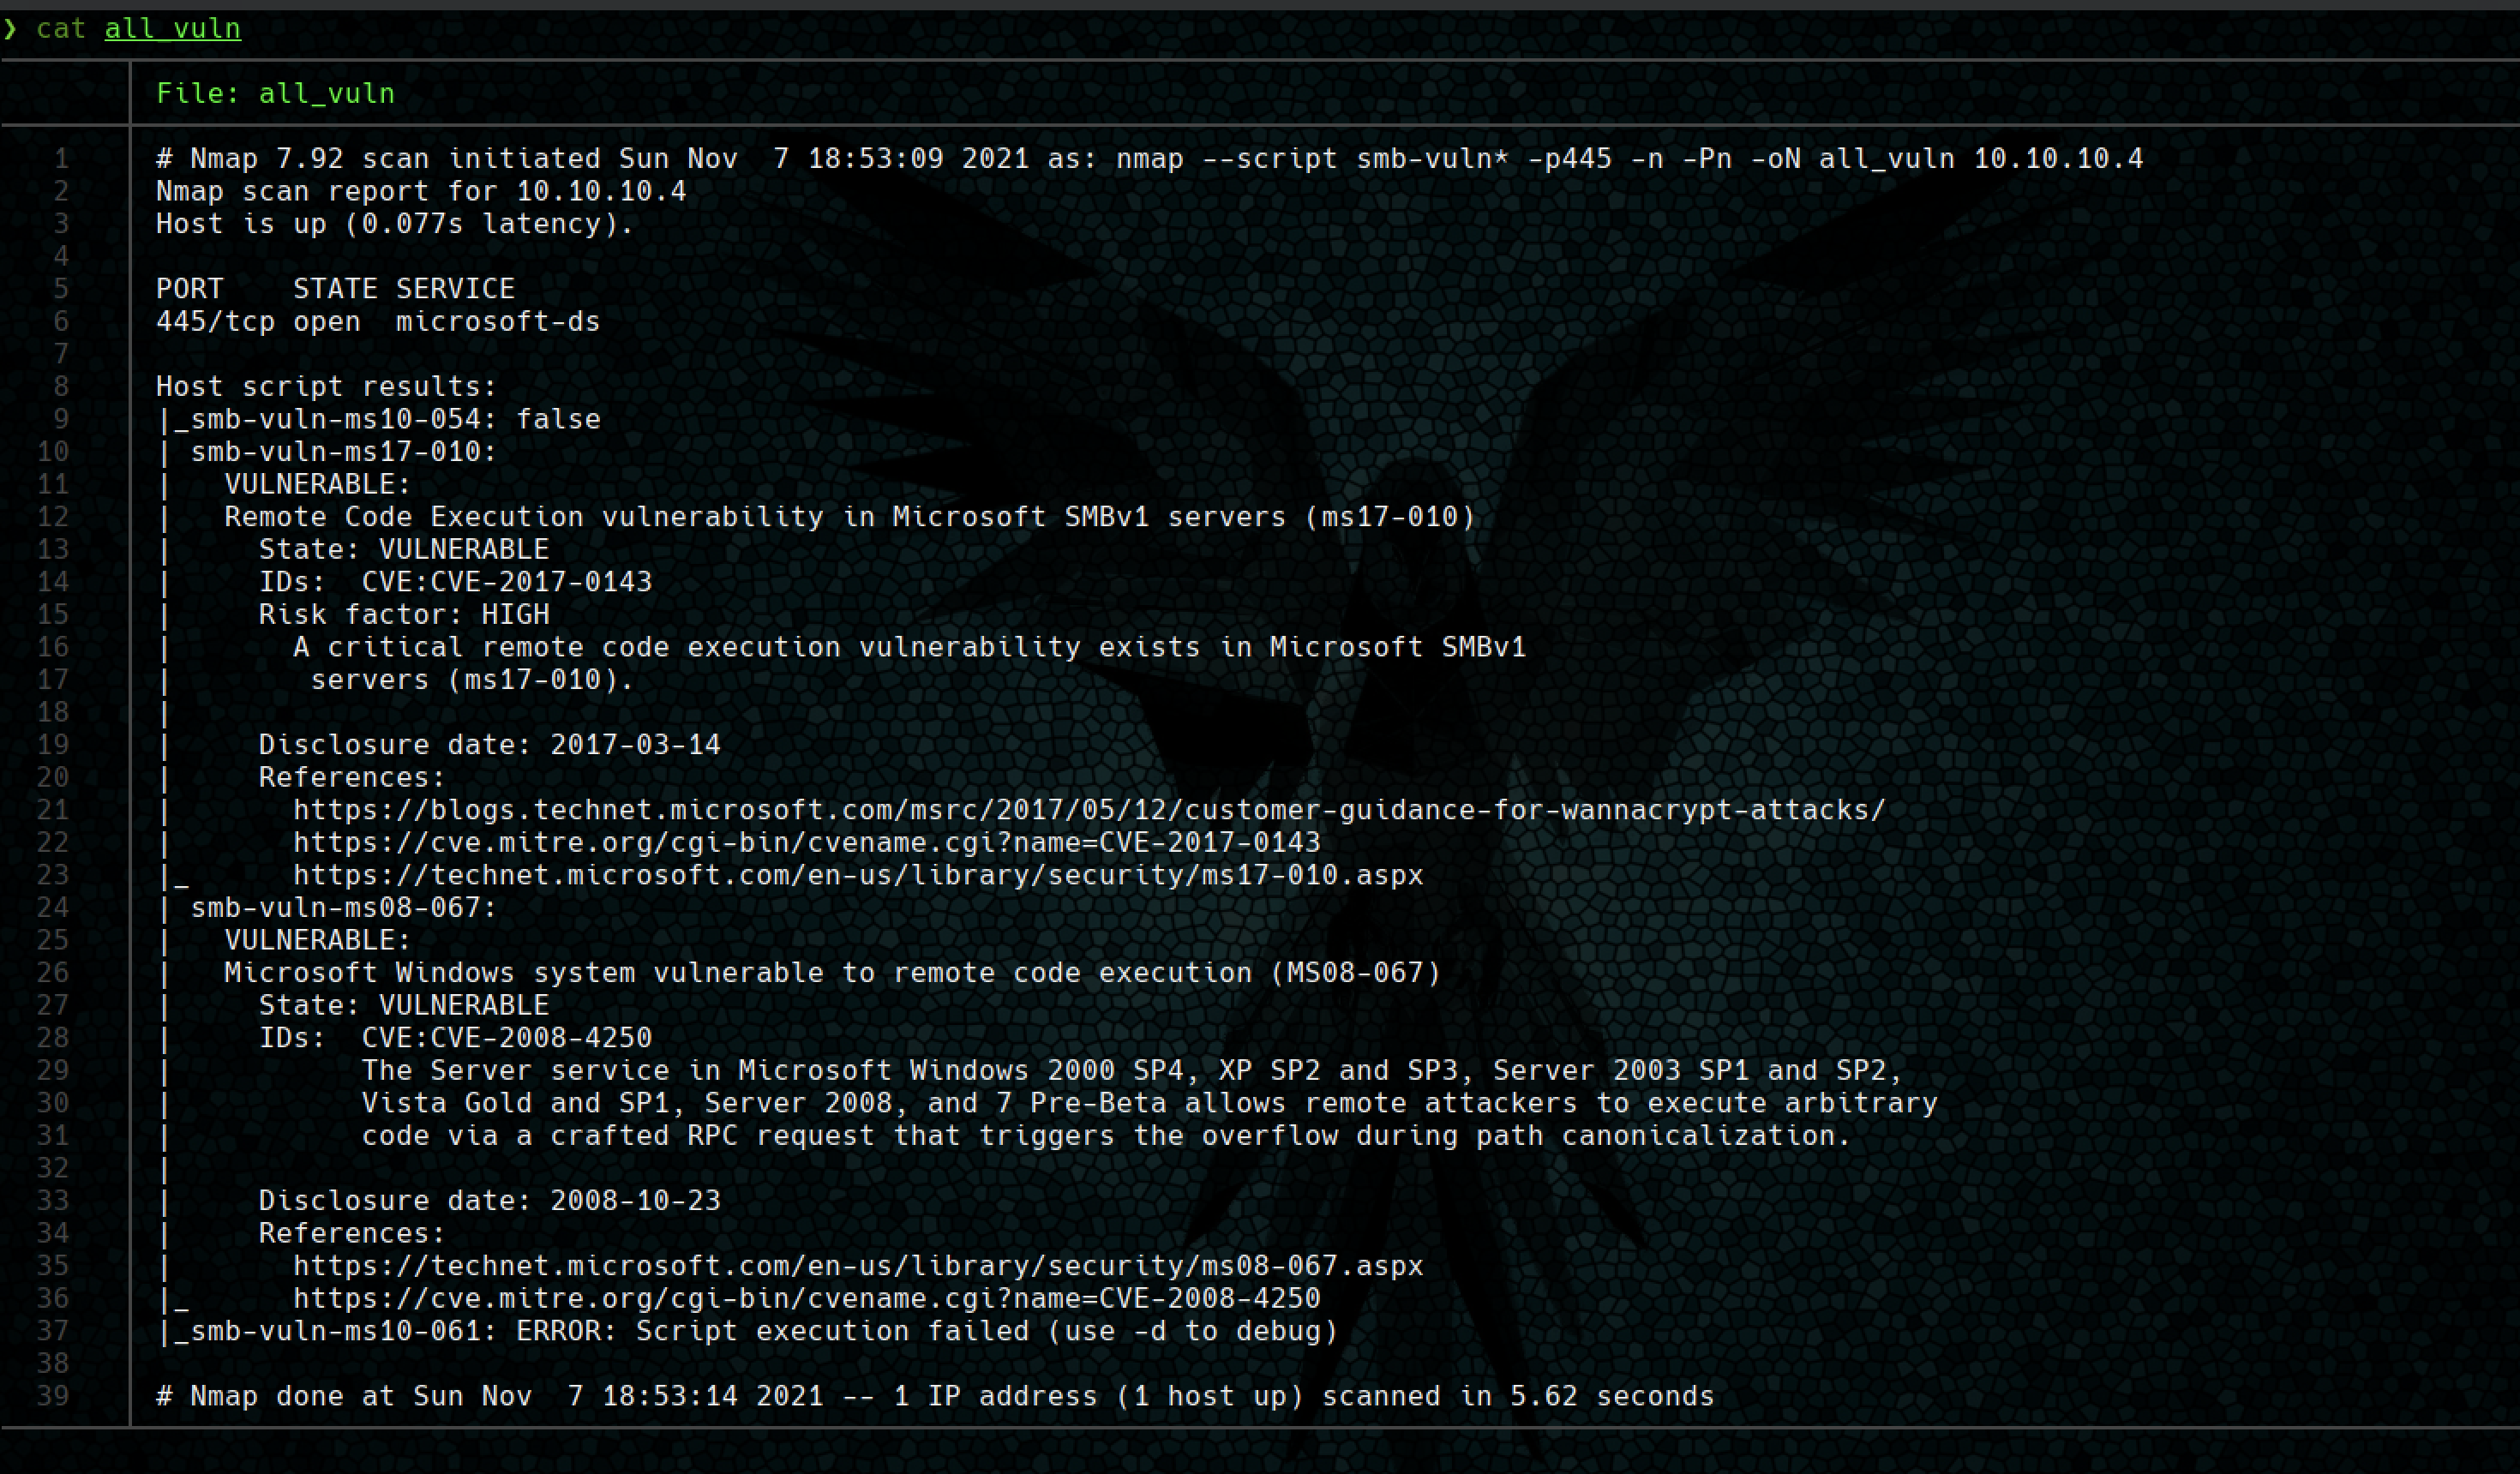 ❯ cat all_vuln
File: all_vuln
1 # Nmap 7.92 scan initiated Sun Nov  7 18:53:09 2021 as: nmap --script smb-vuln* -p445 -n -Pn -oN all_vuln 10.10.10.4
2 Nmap scan report for 10.10.10.4
3 Host is up (0.077s latency).
4
5 PORT    STATE SERVICE
6 445/tcp open  microsoft-ds
7
8 Host script results:
9 |_smb-vuln-ms10-054: false
10 | smb-vuln-ms17-010:
11 |   VULNERABLE:
12 |   Remote Code Execution vulnerability in Microsoft SMBv1 servers (ms17-010)
13 |     State: VULNERABLE
14 |     IDs:  CVE:CVE-2017-0143
15 |     Risk factor: HIGH
16 |       A critical remote code execution vulnerability exists in Microsoft SMBv1
17 |        servers (ms17-010).
18 |
19 |     Disclosure date: 2017-03-14
20 |     References:
21 |       https://blogs.technet.microsoft.com/msrc/2017/05/12/customer-guidance-for-wannacrypt-attacks/
22 |       https://cve.mitre.org/cgi-bin/cvename.cgi?name=CVE-2017-0143
23 |_      https://technet.microsoft.com/en-us/library/security/ms17-010.aspx
24 | smb-vuln-ms08-067:
25 |   VULNERABLE:
26 |   Microsoft Windows system vulnerable to remote code execution (MS08-067)
27 |     State: VULNERABLE
28 |     IDs:  CVE:CVE-2008-4250
29 |           The Server service in Microsoft Windows 2000 SP4, XP SP2 and SP3, Server 2003 SP1 and SP2,
30 |           Vista Gold and SP1, Server 2008, and 7 Pre-Beta allows remote attackers to execute arbitrary
31 |           code via a crafted RPC request that triggers the overflow during path canonicalization.
32 |
33 |     Disclosure date: 2008-10-23
34 |     References:
35 |       https://technet.microsoft.com/en-us/library/security/ms08-067.aspx
36 |_      https://cve.mitre.org/cgi-bin/cvename.cgi?name=CVE-2008-4250
37 |_smb-vuln-ms10-061: ERROR: Script execution failed (use -d to debug)
38
39 # Nmap done at Sun Nov  7 18:53:14 2021 -- 1 IP address (1 host up) scanned in 5.62 seconds